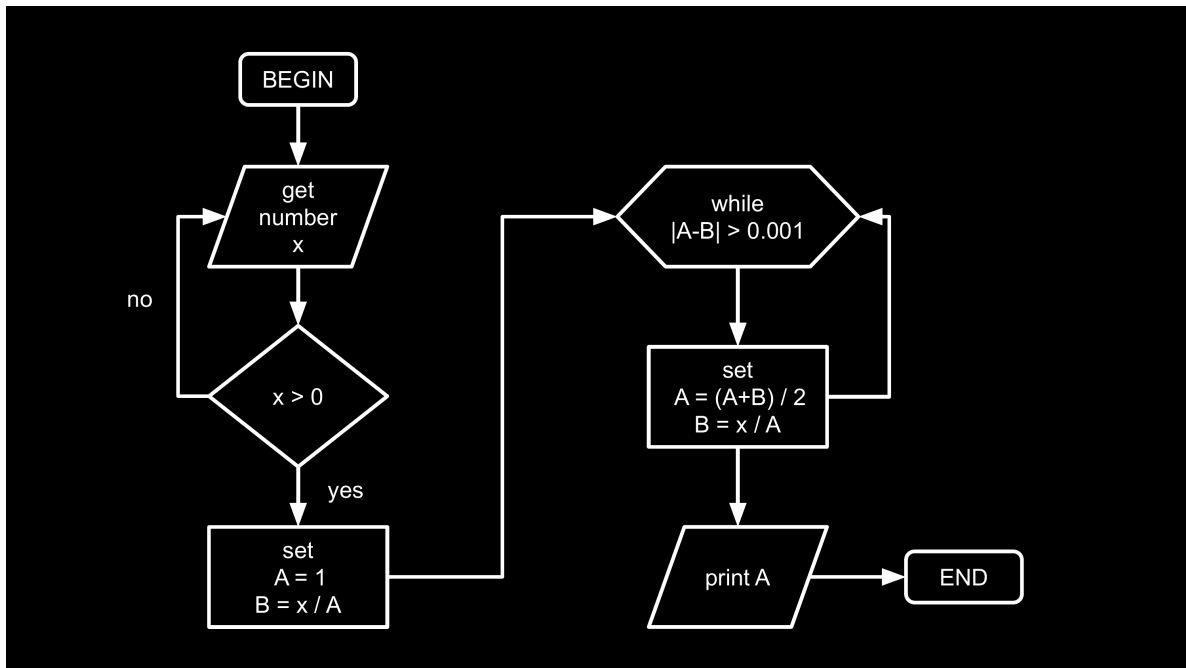 BEGIN
get
number
x
no
x > 0
yes
set
A = 1
B = x / A
while
|A-B| > 0.001
set
A = (A+B) / 2
B = x / A
print A
END